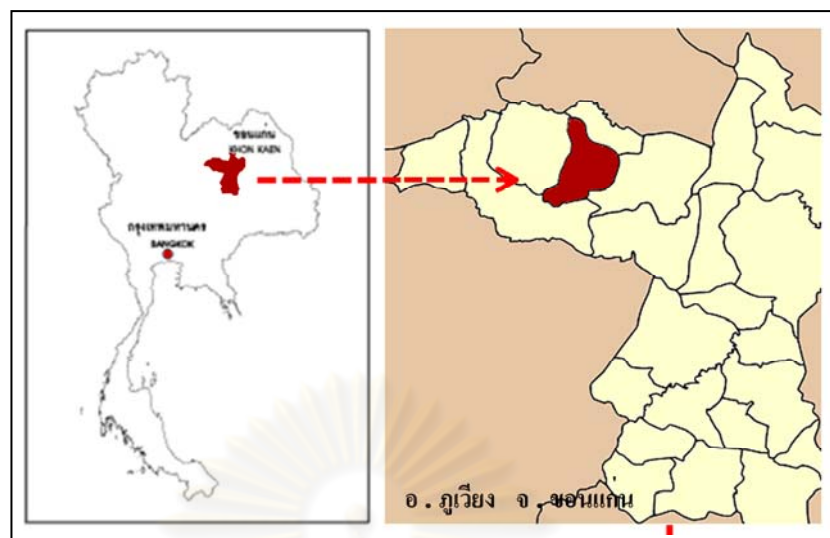 ขอนแก่น
KHON KAEN
กรุงเทพมหานคร
BANGKOK
อ . ภูเวียง จ . ขอนแก่น